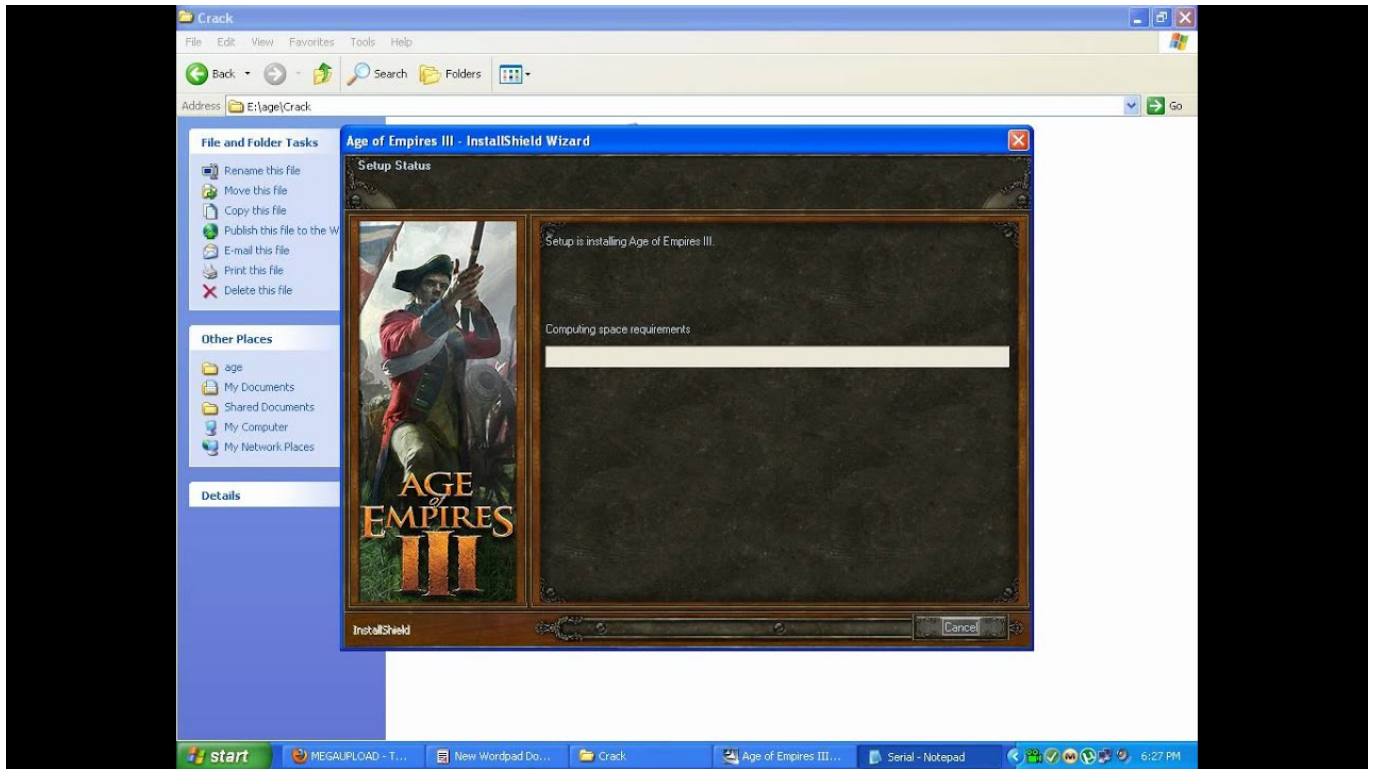 Crack
File Edit View Favorites Tools Help
Back Search Folders
Address E:\age\Crack Go
File and Folder Tasks
Rename this file
Move this file
Copy this file
Publish this file to the W
E-mail this file
Print this file
Delete this file
Other Places
age
My Documents
Shared Documents
My Computer
My Network Places
Details
Age of Empires III - InstallShield Wizard
Setup Status
Setup is installing Age of Empires III.
Computing space requirements
AGE
of
EMPIRES
III
InstallShield
Cancel
start MEGAUPLOAD - T... New Wordpad Do... Crack Age of Empires III... Serial - Notepad 6:27 PM